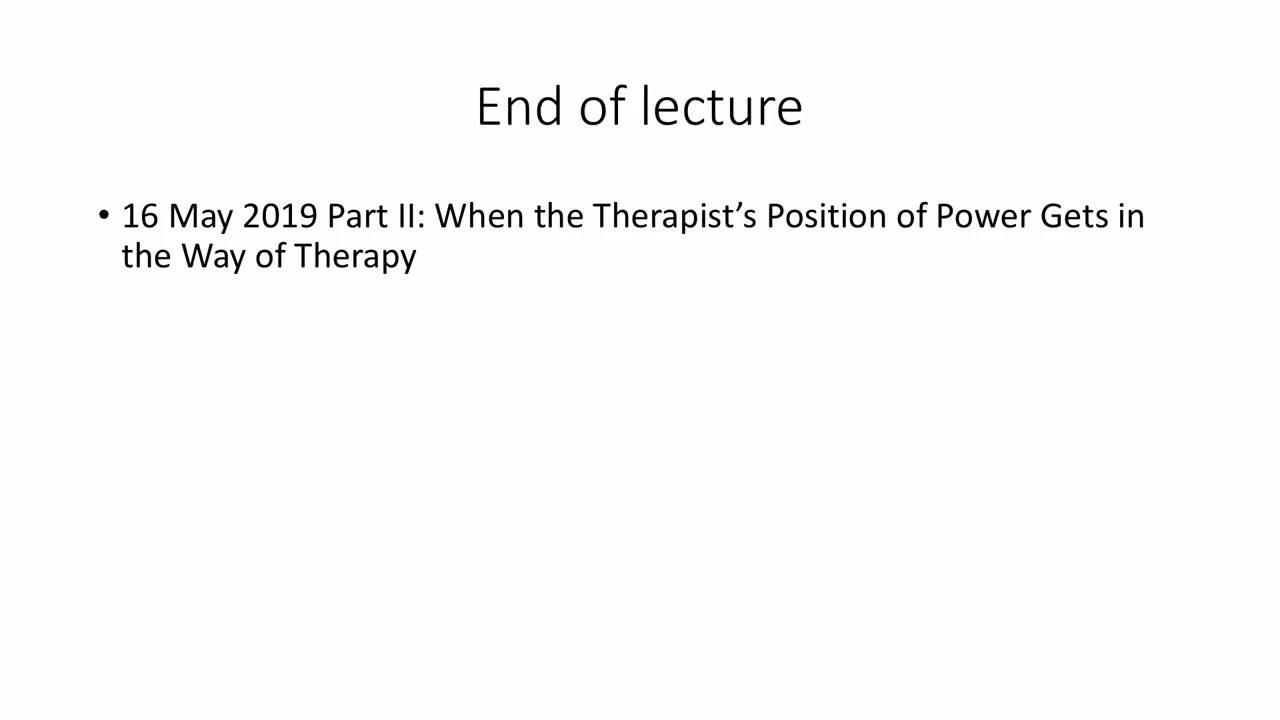 End of lecture
• 16 May 2019 Part II: When the Therapist’s Position of Power Gets in
the Way of Therapy